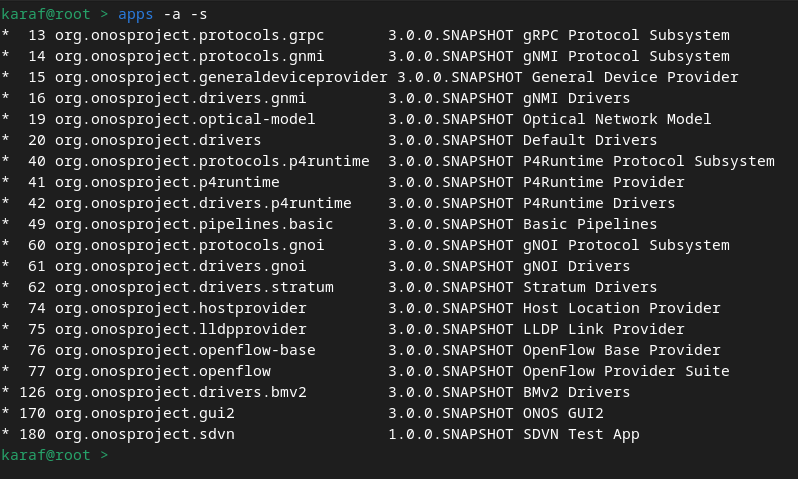 karaf@root > apps -a -s
*  13 org.onosproject.protocols.grpc       3.0.0.SNAPSHOT gRPC Protocol Subsystem
*  14 org.onosproject.protocols.gnmi       3.0.0.SNAPSHOT gNMI Protocol Subsystem
*  15 org.onosproject.generaldeviceprovider 3.0.0.SNAPSHOT General Device Provider
*  16 org.onosproject.drivers.gnmi         3.0.0.SNAPSHOT gNMI Drivers
*  19 org.onosproject.optical-model        3.0.0.SNAPSHOT Optical Network Model
*  20 org.onosproject.drivers              3.0.0.SNAPSHOT Default Drivers
*  40 org.onosproject.protocols.p4runtime  3.0.0.SNAPSHOT P4Runtime Protocol Subsystem
*  41 org.onosproject.p4runtime            3.0.0.SNAPSHOT P4Runtime Provider
*  42 org.onosproject.drivers.p4runtime    3.0.0.SNAPSHOT P4Runtime Drivers
*  49 org.onosproject.pipelines.basic      3.0.0.SNAPSHOT Basic Pipelines
*  60 org.onosproject.protocols.gnoi       3.0.0.SNAPSHOT gNOI Protocol Subsystem
*  61 org.onosproject.drivers.gnoi         3.0.0.SNAPSHOT gNOI Drivers
*  62 org.onosproject.drivers.stratum      3.0.0.SNAPSHOT Stratum Drivers
*  74 org.onosproject.hostprovider         3.0.0.SNAPSHOT Host Location Provider
*  75 org.onosproject.lldpprovider         3.0.0.SNAPSHOT LLDP Link Provider
*  76 org.onosproject.openflow-base        3.0.0.SNAPSHOT OpenFlow Base Provider
*  77 org.onosproject.openflow             3.0.0.SNAPSHOT OpenFlow Provider Suite
* 126 org.onosproject.drivers.bmv2         3.0.0.SNAPSHOT BMv2 Drivers
* 170 org.onosproject.gui2                 3.0.0.SNAPSHOT ONOS GUI2
* 180 org.onosproject.sdvn                 1.0.0.SNAPSHOT SDVN Test App
karaf@root >